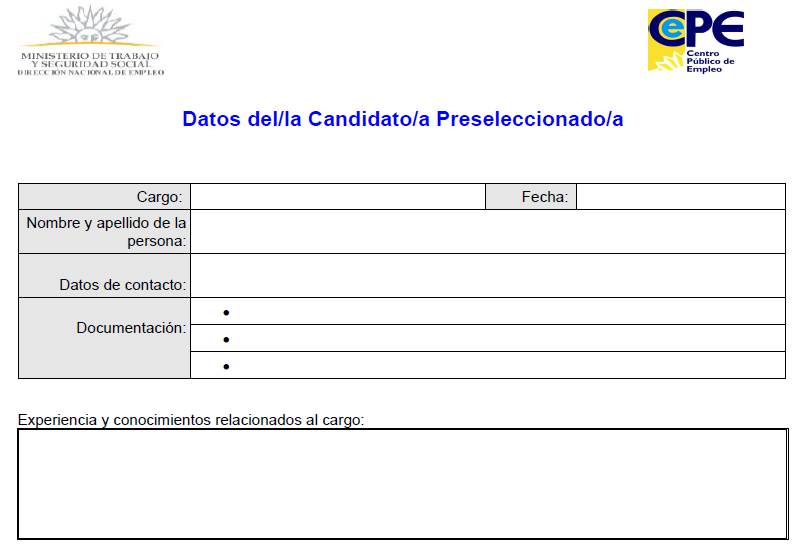 MINISTERIO DE TRABAJO
Y SEGURIDAD SOCIAL
DIRECCIÓN NACIONAL DE EMPLEO
CePE
Centro
Público de
Empleo
Datos del/la Candidato/a Preseleccionado/a
Cargo:
Fecha:
Nombre y apellido de la
persona:
Datos de contacto:
Documentación:
Experiencia y conocimientos relacionados al cargo: